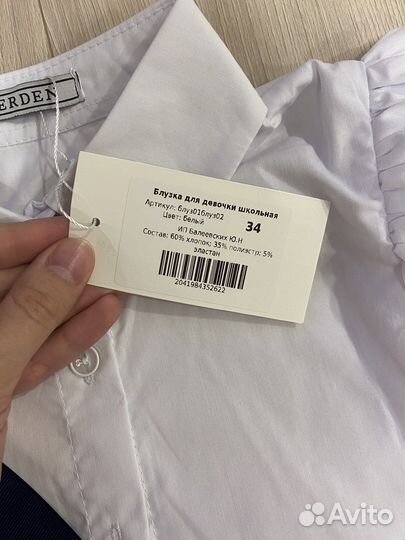 ERDEN
Блузка для девочки школьная
Артикул: блуз01блуз02
Цвет: белый
34
ИП Балеевских Ю.Н
Состав: 60% хлопок; 35% полиэстр; 5%
эластан
2041984352622
Avito